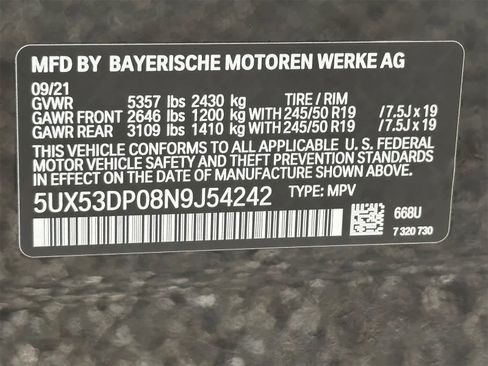 MFD BY BAYERISCHE MOTOREN WERKE AG
09/21
GVWR 5357 lbs 2430 kg TIRE / RIM
GAWR FRONT 2646 lbs 1200 kg WITH 245/50 R19 / 7.5J x 19
GAWR REAR 3109 lbs 1410 kg WITH 245/50 R19 / 7.5J x 19
THIS VEHICLE CONFORMS TO ALL APPLICABLE U. S. FEDERAL
MOTOR VEHICLE SAFETY AND THEFT PREVENTION STANDARDS
IN EFFECT ON THE DATE OF MANUFACTURE SHOWN ABOVE.
5UX53DP08N9J54242 TYPE: MPV
668U
7 320 730